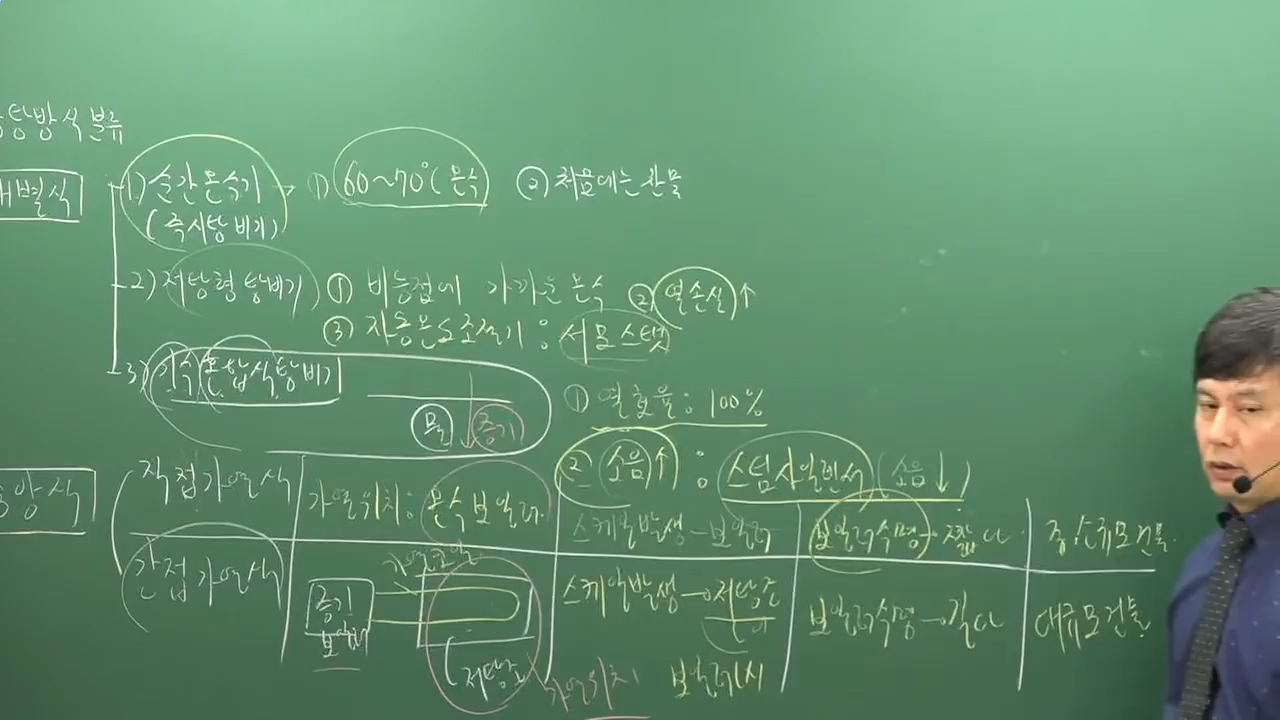 급탕방식 분류
개별식
1) 순간온수기 → ① 60~70℃ 온수 ② 처음에는 찬물
(즉시탕비기)
2) 저탕형 탕비기 ① 비등점에 가까운 온수 ② 열손실↑
③ 자동온도조절기 : 서모스탯
3) 기수혼합식탕비기
물 증기
① 열효율 : 100%
② 소음↑ : 스팀사일렌서 (소음↓)
중앙식
직접가열식 가열위치: 온수보일러 스케일발생-보일러 보일러수명→짧다 중·소규모건물
간접가열식 가열코일 스케일발생→저탕조 보일러수명→길다 대규모건물
증기
보일러
(저탕조
가열위치 보일러